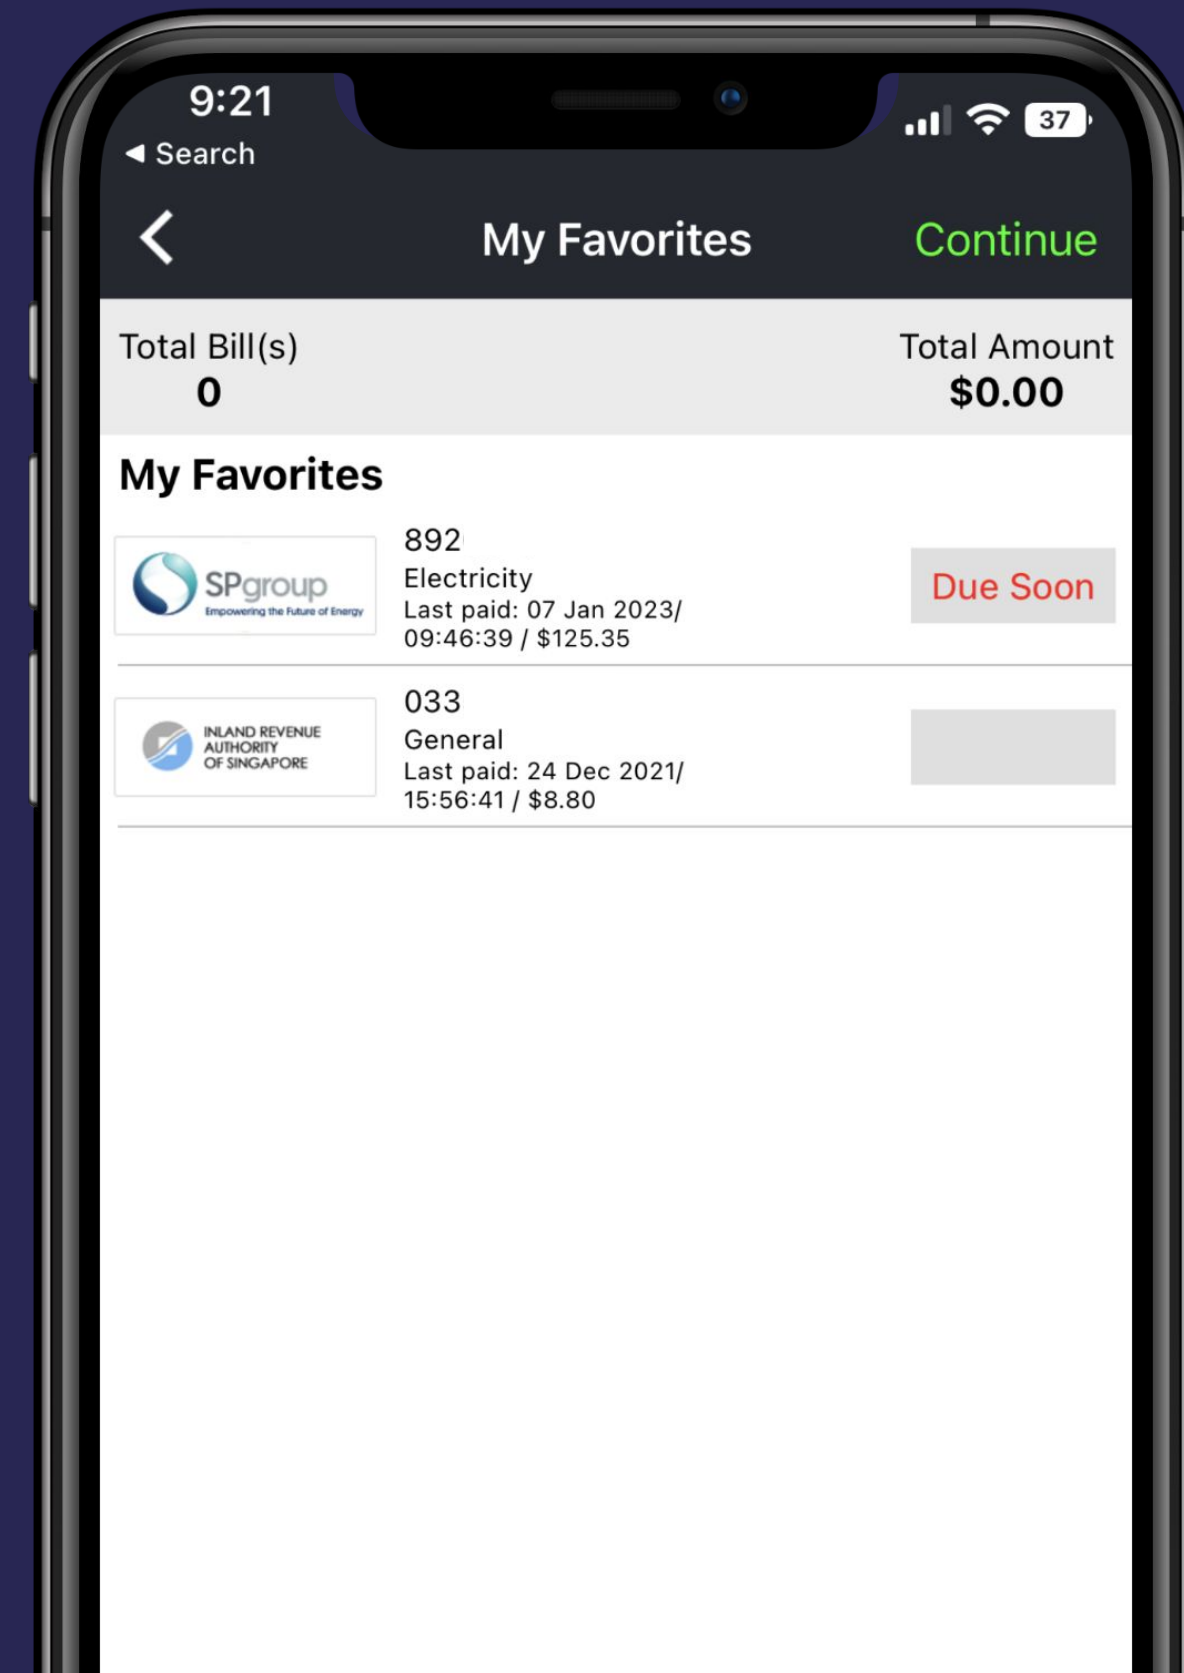 9:21
37
◀ Search
My Favorites
Continue
Total Bill(s)
Total Amount
0
$0.00
My Favorites
SPgroup
Empowering the Future of Energy
892
Electricity
Last paid: 07 Jan 2023/
09:46:39 / $125.35
Due Soon
INLAND REVENUE
AUTHORITY
OF SINGAPORE
033
General
Last paid: 24 Dec 2021/
15:56:41 / $8.80